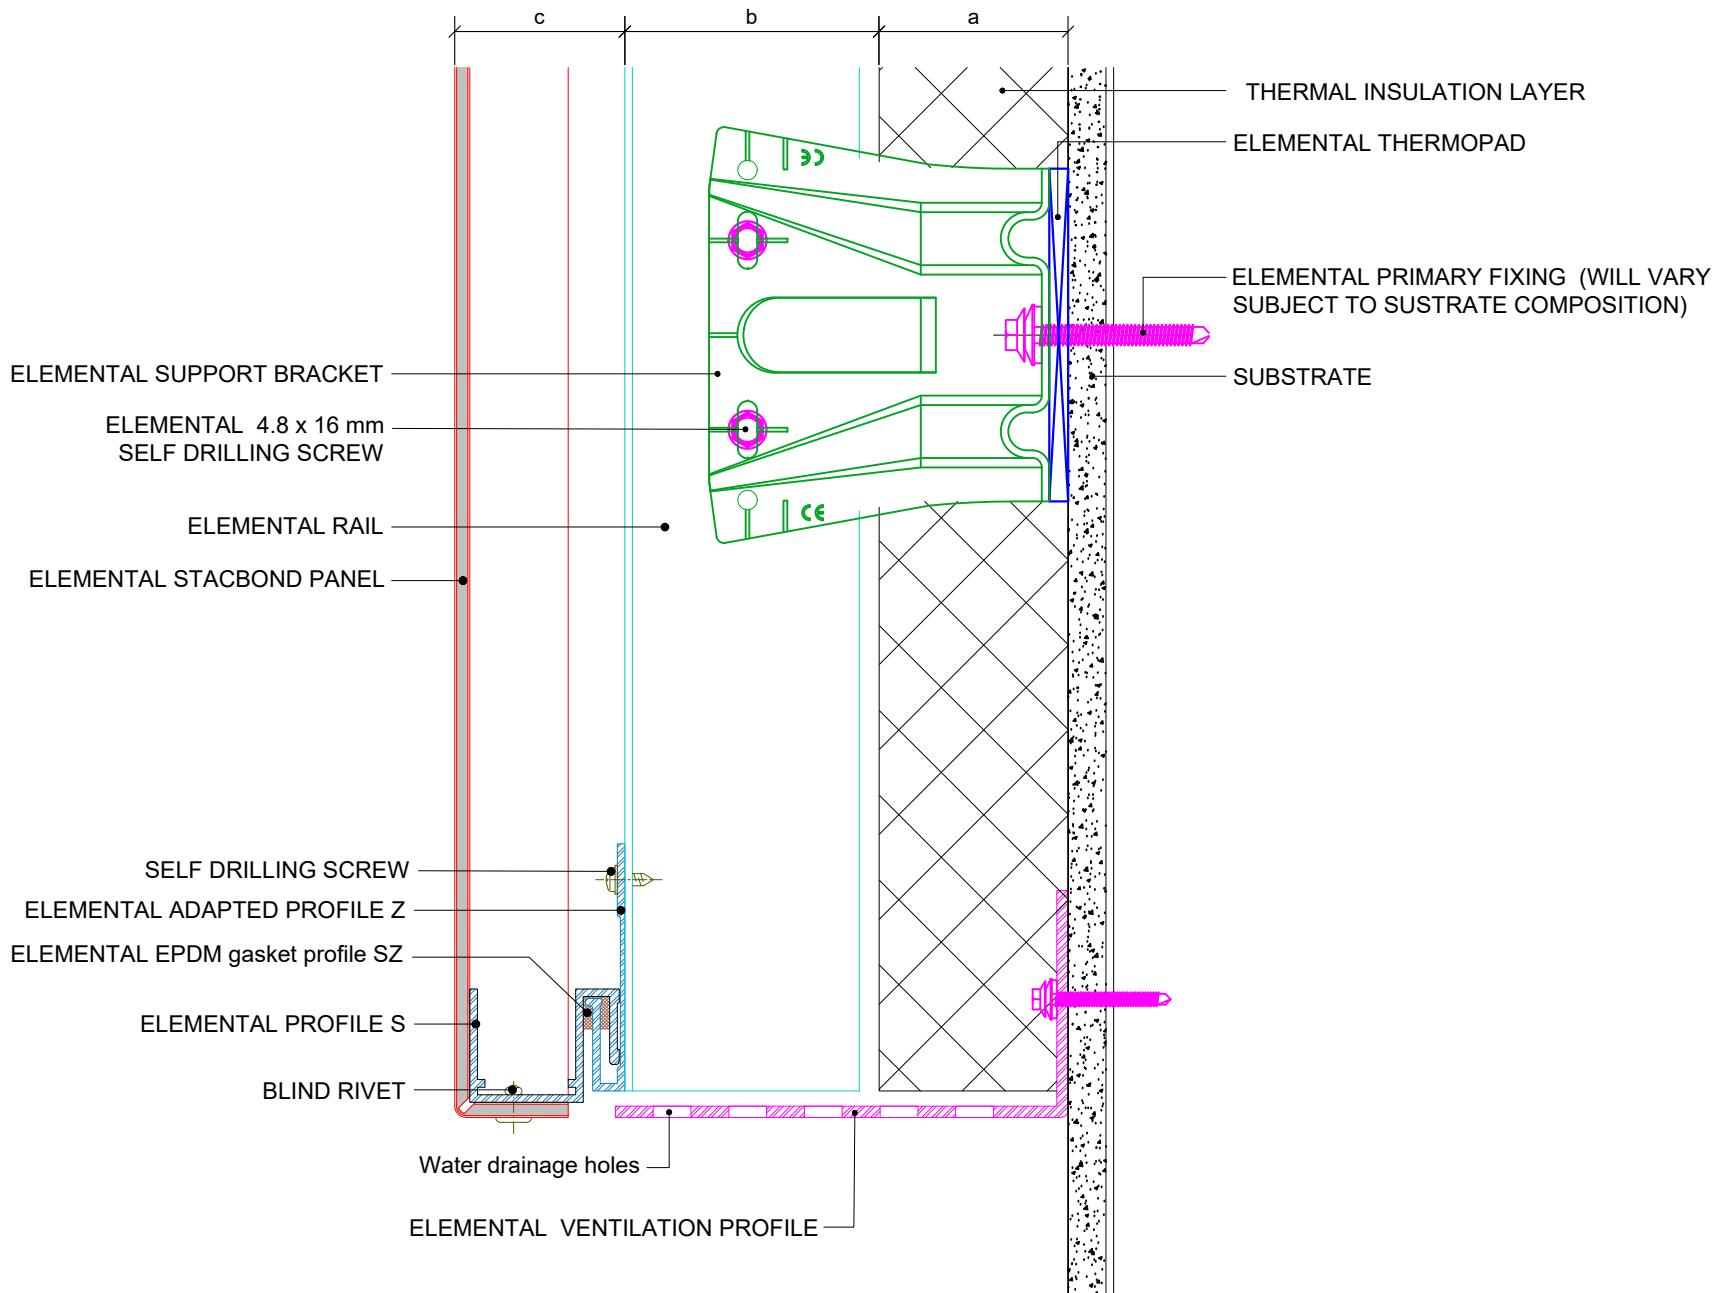 c
b
a
THERMAL INSULATION LAYER
ELEMENTAL THERMOPAD
ELEMENTAL PRIMARY FIXING (WILL VARY
SUBJECT TO SUSTRATE COMPOSITION)
SUBSTRATE
ELEMENTAL SUPPORT BRACKET
ELEMENTAL 4.8 x 16 mm
SELF DRILLING SCREW
ELEMENTAL RAIL
ELEMENTAL STACBOND PANEL
CE
CE
SELF DRILLING SCREW
ELEMENTAL ADAPTED PROFILE Z
ELEMENTAL EPDM gasket profile SZ
ELEMENTAL PROFILE S
BLIND RIVET
Water drainage holes
ELEMENTAL VENTILATION PROFILE